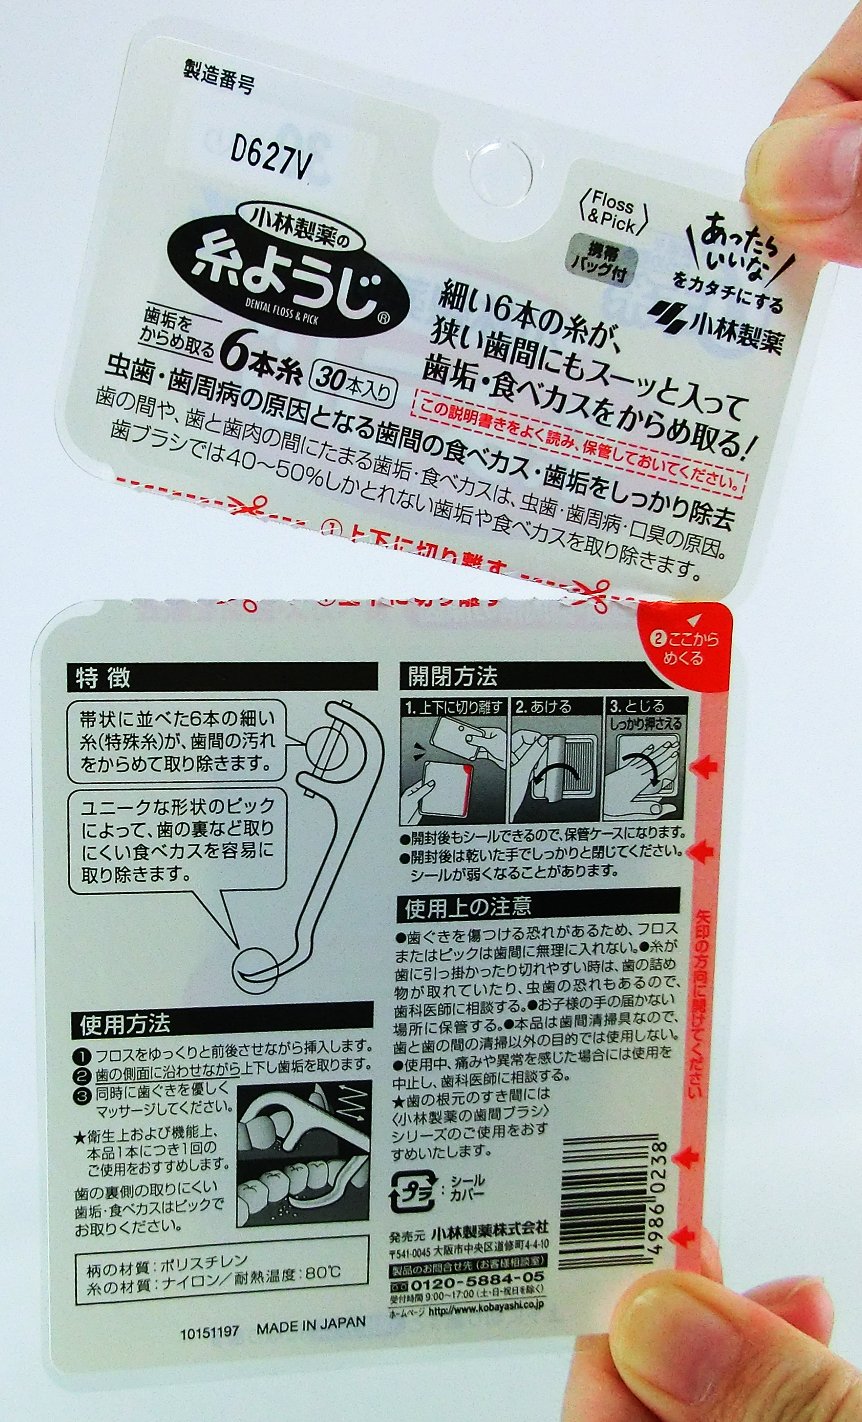 製造番号
D627V
〈Floss
&Pick〉
携帯
バッグ付
あったら
いいな
をカタチにする
小林製薬
小林製薬の
糸ようじ®
DENTAL FLOSS & PICK
細い6本の糸が、
狭い歯間にもスーッと入って
歯垢・食べカスをからめ取る!
歯垢を
からめ取る
6本糸
30本入り
この説明書きをよく読み、保管しておいてください。
虫歯・歯周病の原因となる歯間の食べカス・歯垢をしっかり除去
歯の間や、歯と歯肉の間にたまる歯垢・食べカスは、虫歯・歯周病・口臭の原因。
歯ブラシでは40〜50%しかとれない歯垢や食べカスを取り除きます。
①上下に切り離す
②ここから
めくる
特徴
帯状に並べた6本の細い
糸(特殊糸)が、歯間の汚れ
をからめて取り除きます。
ユニークな形状のピック
によって、歯の裏など取り
にくい食べカスを容易に
取り除きます。
使用方法
❶フロスをゆっくりと前後させながら挿入します。
❷歯の側面に沿わせながら上下し歯垢を取ります。
❸同時に歯ぐきを優しく
マッサージしてください。
★衛生上および機能上、
本品1本につき1回の
ご使用をおすすめします。
歯の裏側の取りにくい
歯垢・食べカスはピックで
お取りください。
柄の材質：ポリスチレン
糸の材質：ナイロン/耐熱温度：80℃
10151197 MADE IN JAPAN
開閉方法
1.上下に切り離す
2.あける
3.とじる
しっかり押さえる
●開封後もシールできるので、保管ケースになります。
●開封後は乾いた手でしっかりと閉じてください。
シールが弱くなることがあります。
使用上の注意
●歯ぐきを傷つける恐れがあるため、フロス
またはピックは歯間に無理に入れない。●糸が
歯に引っ掛かったり切れやすい時は、歯の詰め
物が取れていたり、虫歯の恐れもあるので、
歯科医師に相談する。●お子様の手の届かない
場所に保管する。●本品は歯間清掃具なので、
歯と歯の間の清掃以外の目的では使用しない。
●使用中、痛みや異常を感じた場合には使用を
中止し、歯科医師に相談する。
★歯の根元のすき間には
〈小林製薬の歯間ブラシ〉
シリーズのご使用をおす
すめいたします。
プラ
：シール
カバー
発売元 小林製薬株式会社
〒541-0045 大阪市中央区道修町4-4-10
製品のお問合せ先(お客様相談室)
0120-5884-05
受付時間9:00〜17:00(土・日・祝日を除く)
ホームページ http://www.kobayashi.co.jp
4986 0238
矢印の方向に開けてください